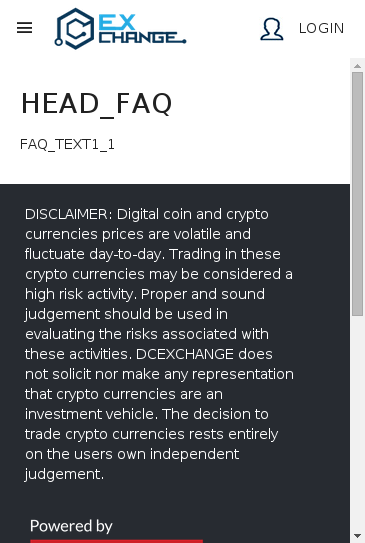 EX
CHANGE
LOGIN
HEAD_FAQ
FAQ_TEXT1_1
DISCLAIMER: Digital coin and crypto
currencies prices are volatile and
fluctuate day-to-day. Trading in these
crypto currencies may be considered a
high risk activity. Proper and sound
judgement should be used in
evaluating the risks associated with
these activities. DCEXCHANGE does
not solicit nor make any representation
that crypto currencies are an
investment vehicle. The decision to
trade crypto currencies rests entirely
on the users own independent
judgement.
Powered by